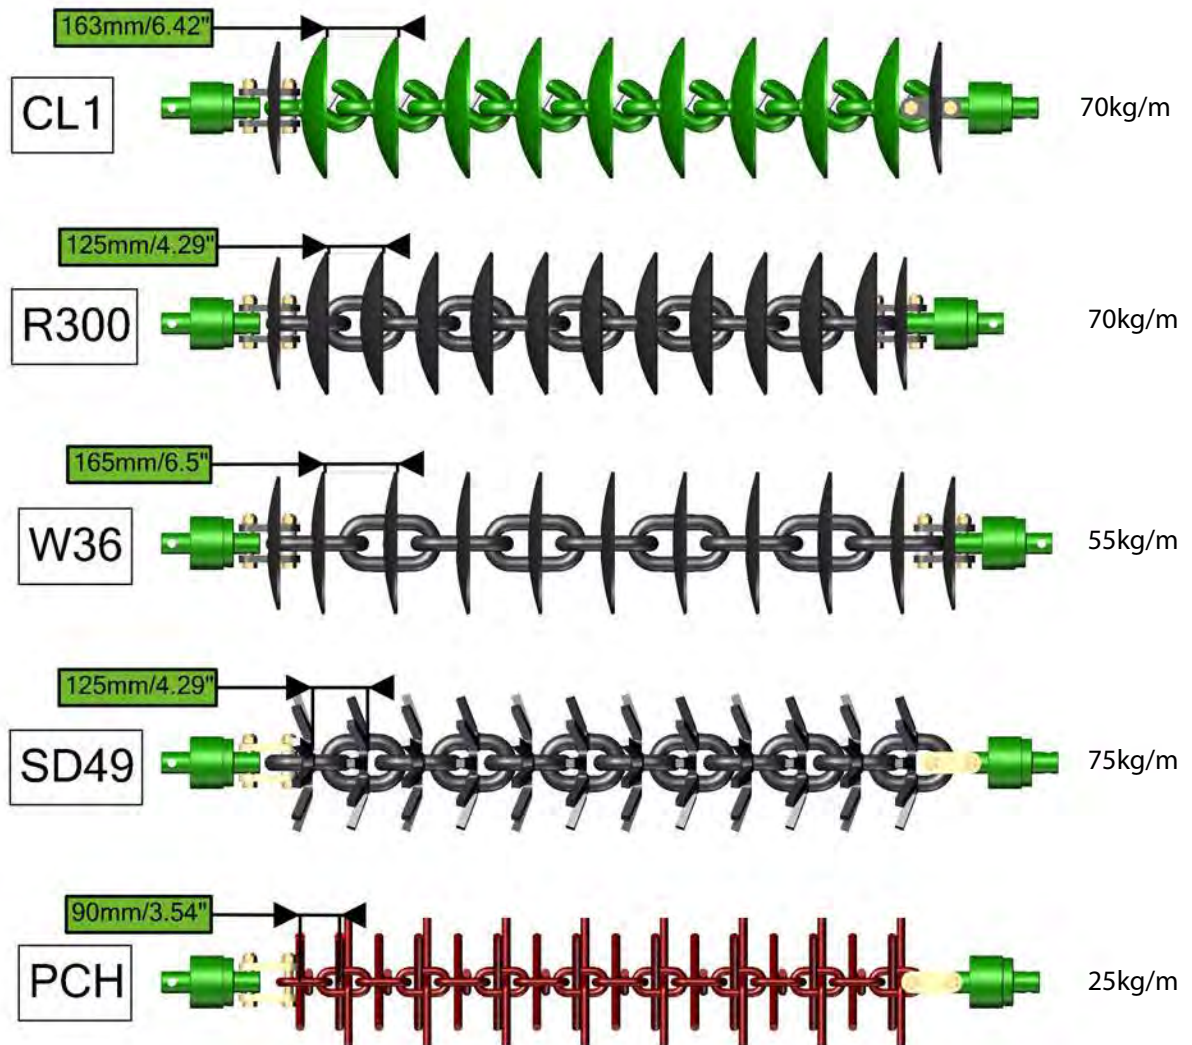 163mm/6.42"
CL1
70kg/m
125mm/4.29"
R300
70kg/m
165mm/6.5"
W36
55kg/m
125mm/4.29"
SD49
75kg/m
90mm/3.54"
PCH
25kg/m